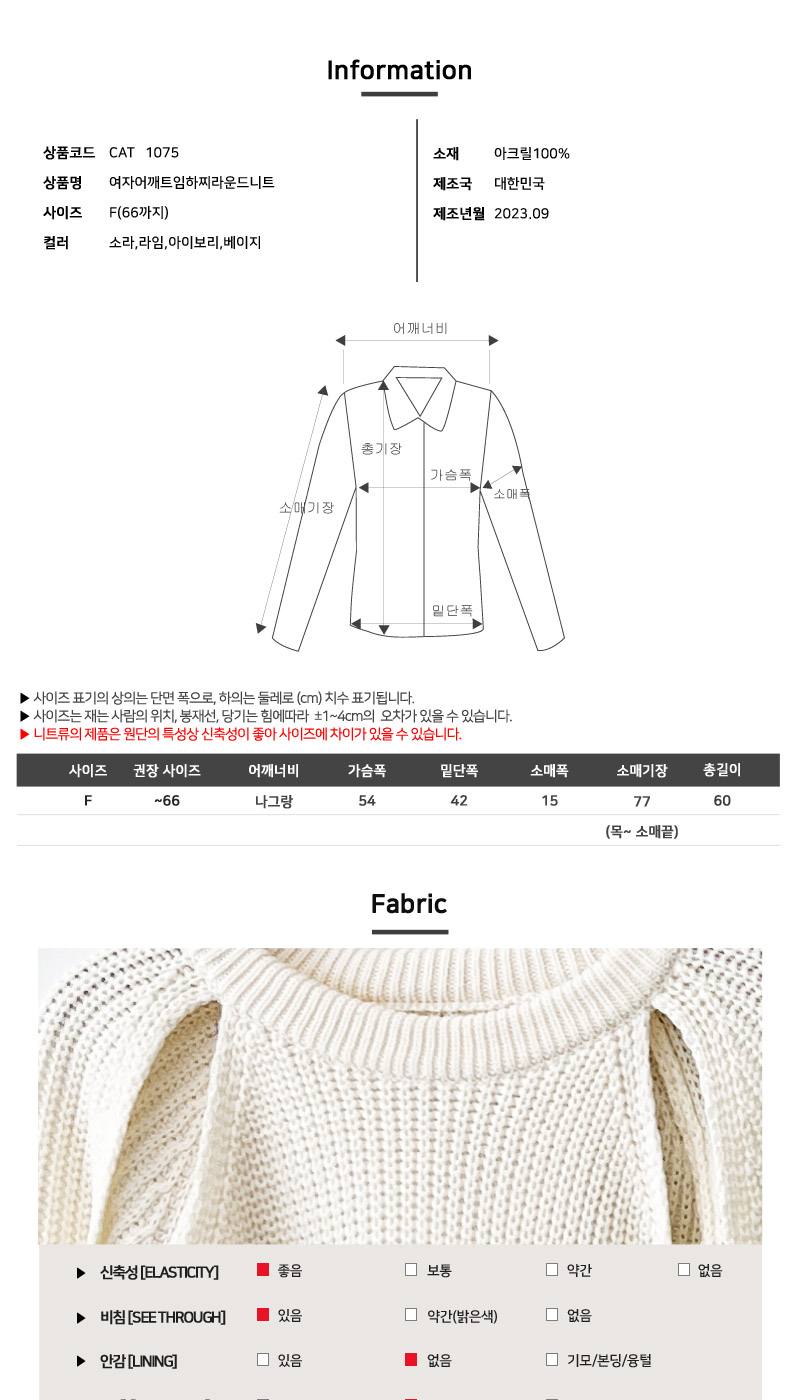 Information
상품코드 CAT 1075
상품명 여자어깨트임하찌라운드니트
사이즈 F(66까지)
컬러 소라,라임,아이보리,베이지
소재 아크릴100%
제조국 대한민국
제조년월 2023.09
어깨너비
총기장
가슴폭
소매폭
소매기장
밑단폭
▶ 사이즈 표기의 상의는 단면 폭으로, 하의는 둘레로 (cm) 치수 표기됩니다.
▶ 사이즈는 재는 사람의 위치, 봉재선, 당기는 힘에따라 ±1~4cm의 오차가 있을 수 있습니다.
▶ 니트류의 제품은 원단의 특성상 신축성이 좋아 사이즈에 차이가 있을 수 있습니다.
사이즈 권장 사이즈 어깨너비 가슴폭 밑단폭 소매폭 소매기장 총길이
F ~66 나그랑 54 42 15 77 60
(목~ 소매끝)
Fabric
▶ 신축성 [ELASTICITY] 좋음 보통 약간 없음
▶ 비침 [SEE THROUGH] 있음 약간(밝은색) 없음
▶ 안감 [LINING] 있음 없음 기모/본딩/융털